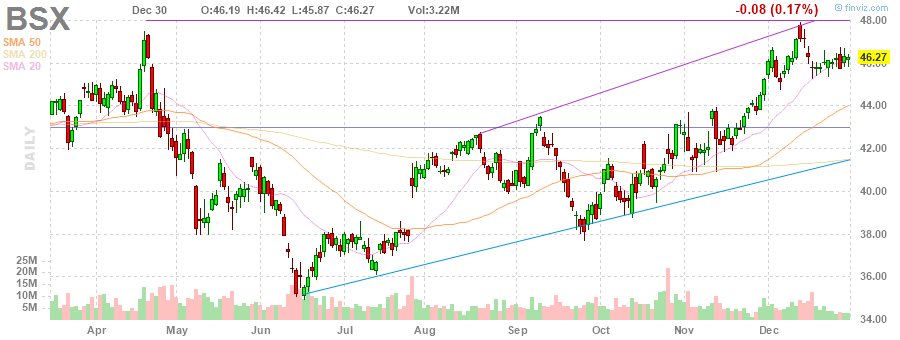 BSX
Dec 30 O:46.19 H:46.42 L:45.87 C:46.27 Vol:3.22M -0.08 (0.17%)
© finviz.com
SMA 50
SMA 200
SMA 20
DAILY
48.00
46.00
46.27
44.00
42.00
40.00
38.00
36.00
34.00
25M
20M
15M
10M
5M
Apr May Jun Jul Aug Sep Oct Nov Dec